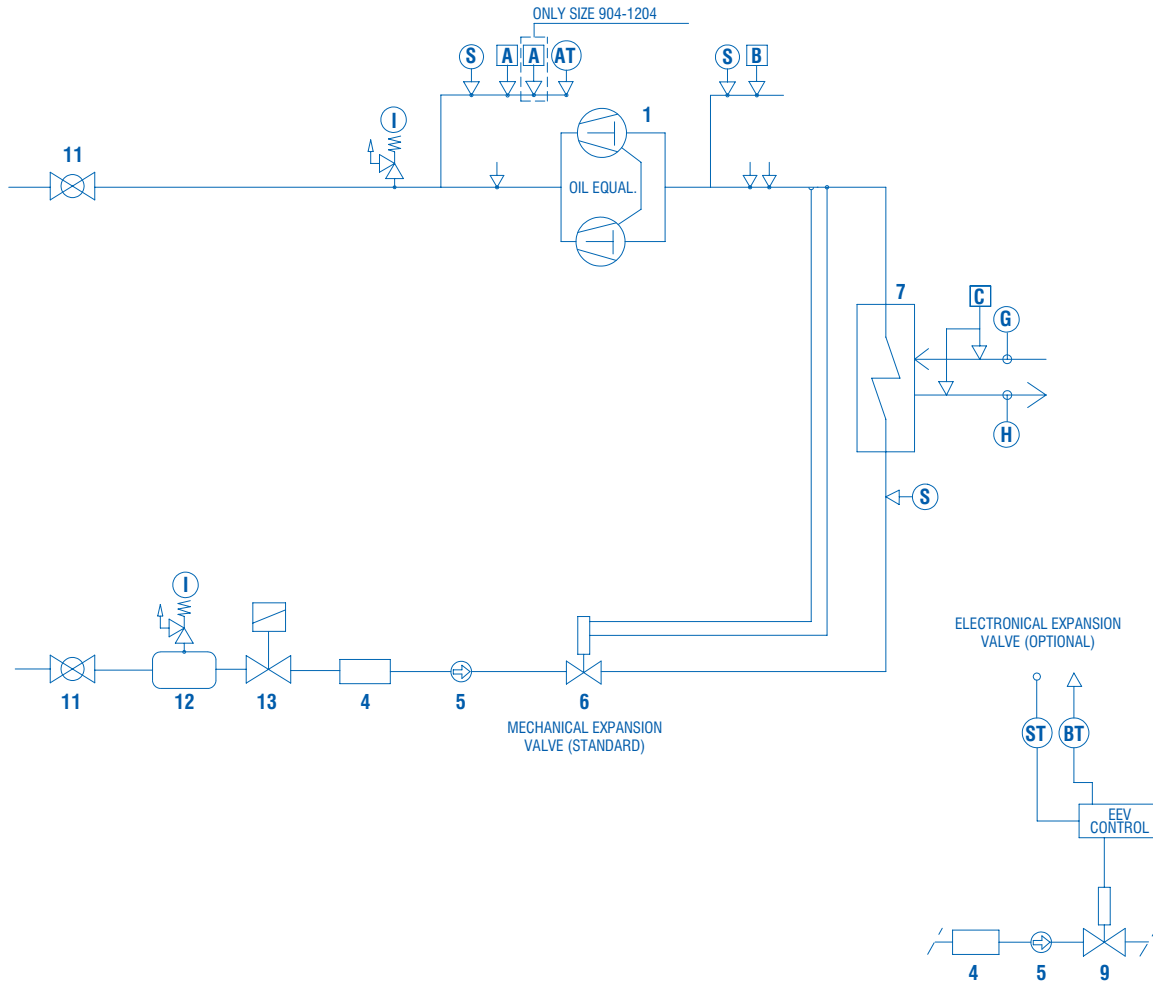 ONLY SIZE 904-1204
S A A AT
S B
I
1
11
OIL EQUAL.
C
7
G
H
S
I
11
12
13
4
5
6
MECHANICAL EXPANSION
VALVE (STANDARD)
ELECTRONICAL EXPANSION
VALVE (OPTIONAL)
ST BT
EEV
CONTROL
4
5
9